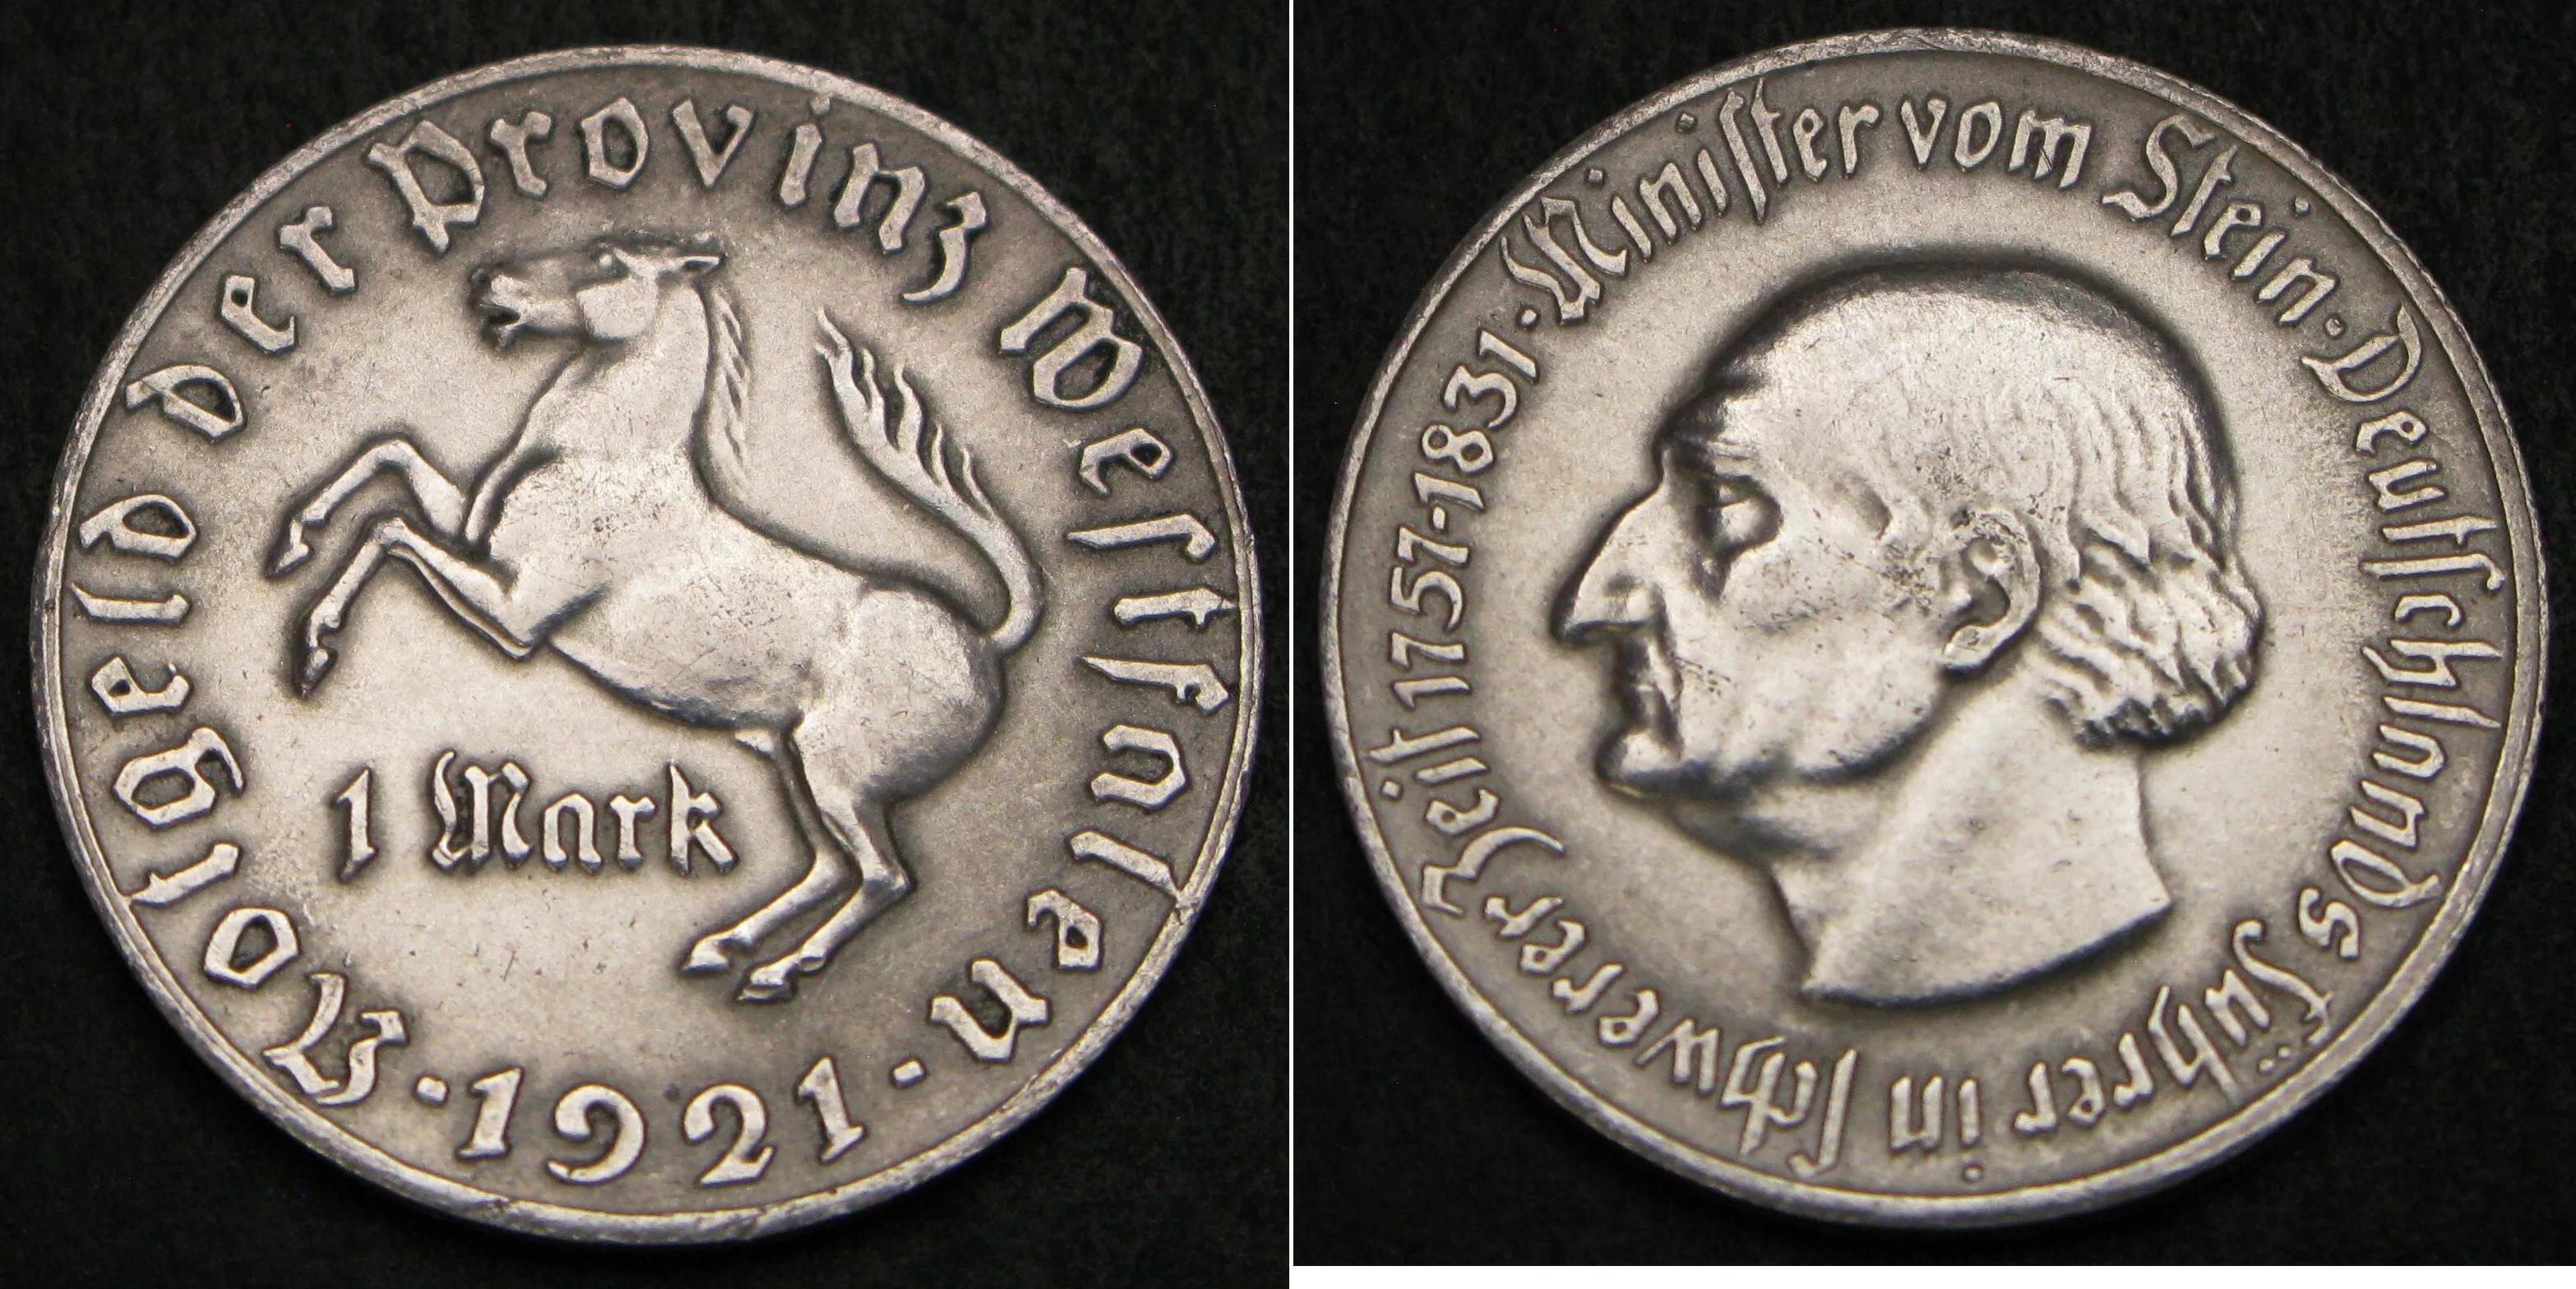 Notgeld der Provinz Westfalen · 1921 ·
1 Mark
Minister vom Stein · Deutschlands Führer in schwerer Zeit 1757-1831 ·